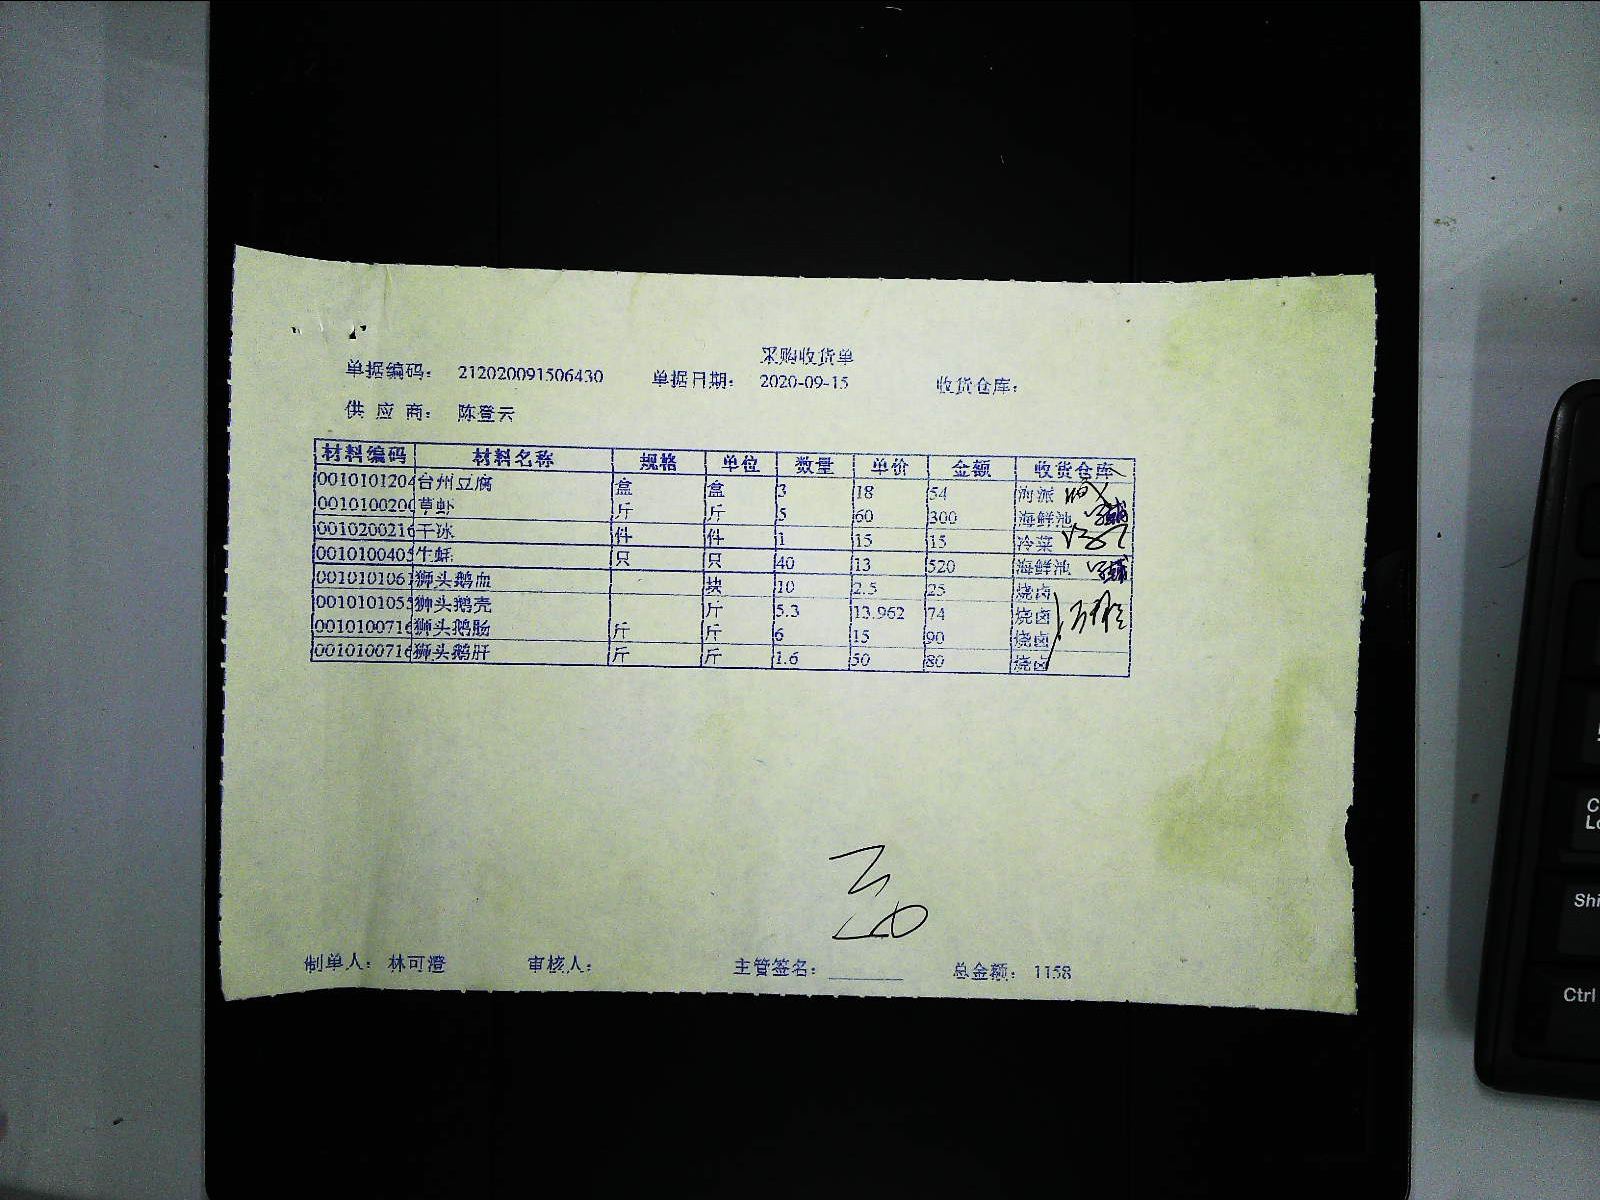 采购收货单
单据编码： 212020091506430 单据日期： 2020-09-15 收货仓库：
供 应 商： 陈登云
材料编码 材料名称 规格 单位 数量 单价 金额 收货仓库
0010101204 台州豆腐 盒 盒 3 18 54
001010020 草虾 斤 斤 5 60 300 海鲜池
0010200216 干冰 件 件 1 15 15 冷菜
0010100405 生蚝 只 只 40 13 520 海鲜池
001010106 狮头鹅血 块 10 2.5 25 烧卤
0010101055 狮头鹅壳 斤 5.3 13.962 74 烧卤
0010100716 狮头鹅肠 斤 斤 6 15 90 烧卤
0010100716 狮头鹅肝 斤 斤 1.6 50 80 烧卤
制单人： 林可澄 审核人： 主管签名： 总金额： 1158
Shi
Ctrl